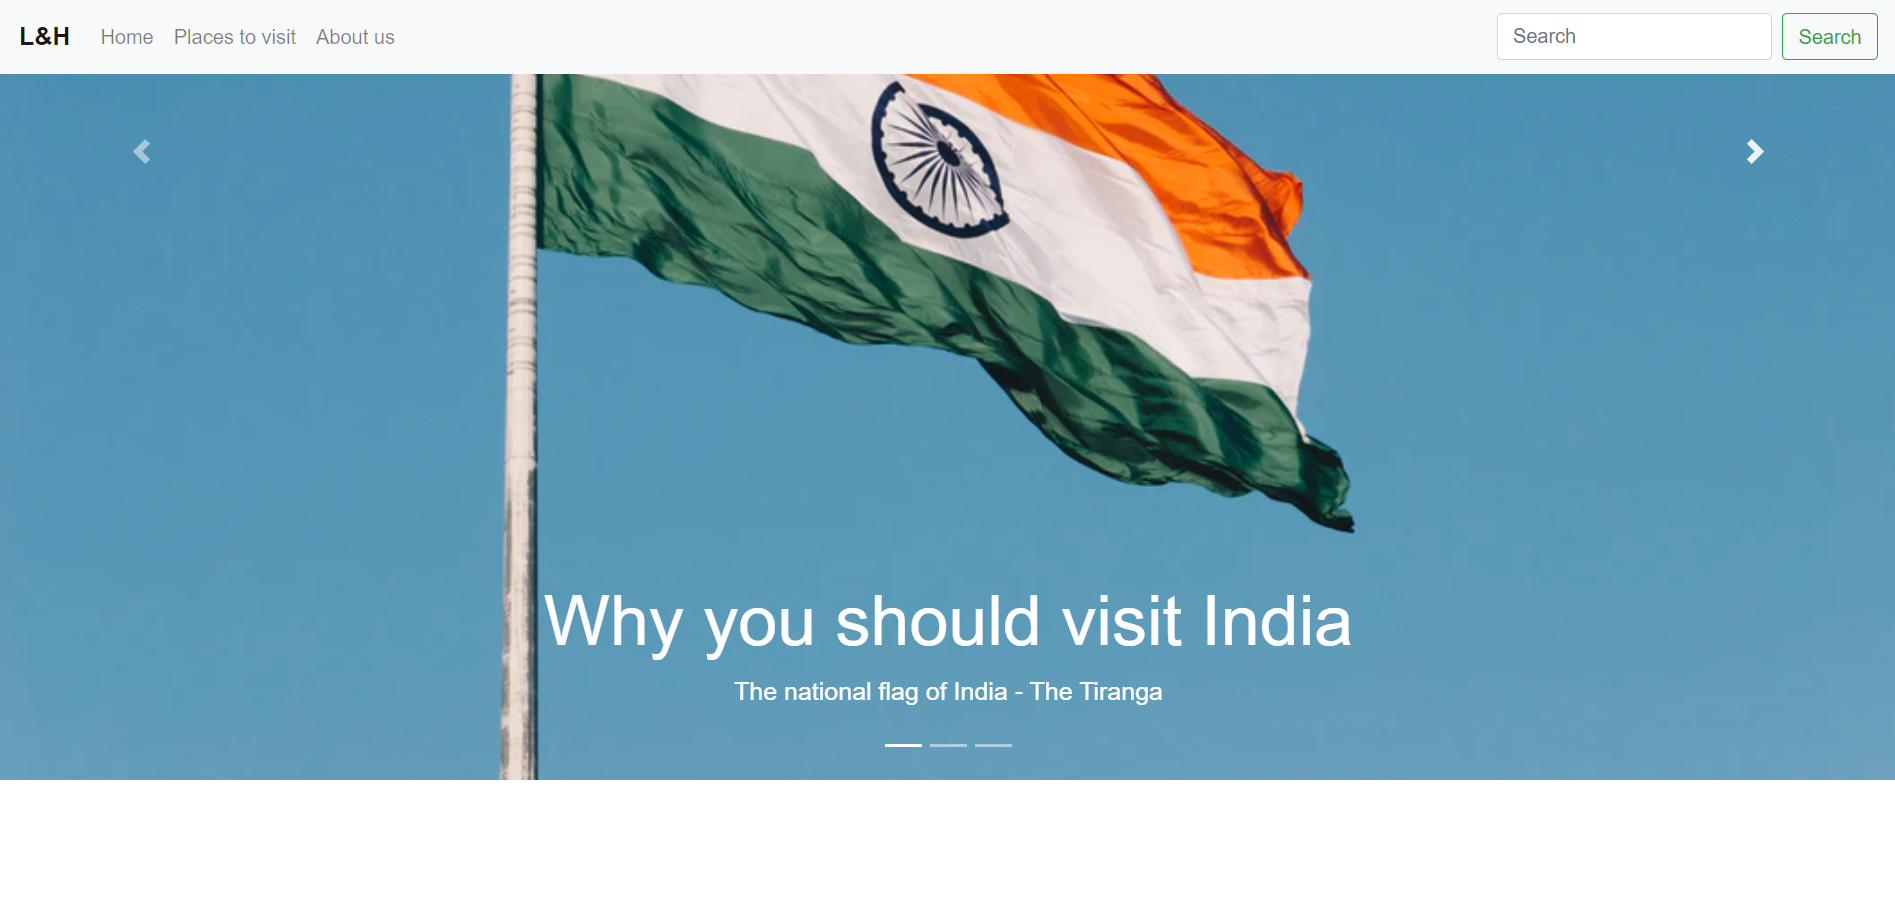 L&H Home Places to visit About us Search Search
Why you should visit India
The national flag of India - The Tiranga